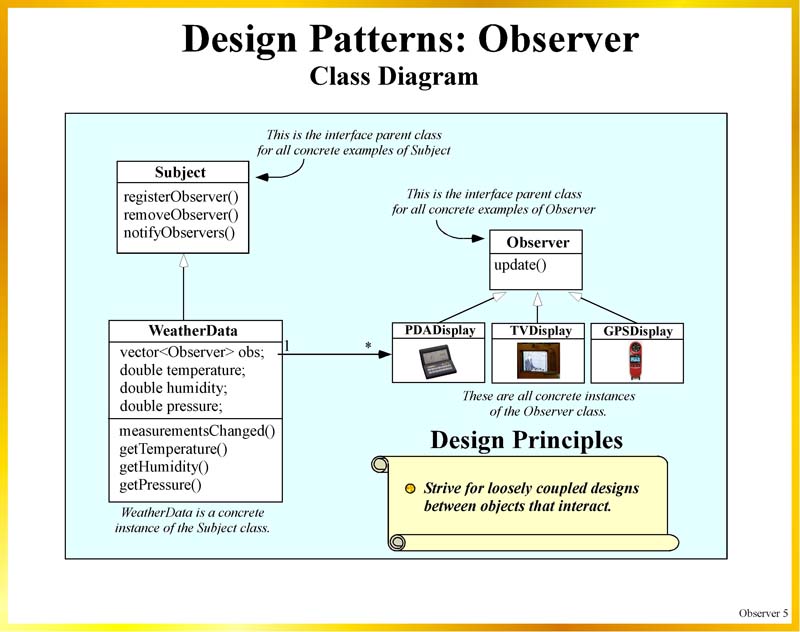 Design Patterns: Observer
Class Diagram
This is the interface parent class
for all concrete examples of Subject
Subject
registerObserver()
removeObserver()
notifyObservers()
This is the interface parent class
for all concrete examples of Observer
Observer
update()
WeatherData
vector<Observer> obs;
double temperature;
double humidity;
double pressure;
measurementsChanged()
getTemperature()
getHumidity()
getPressure()
1
*
PDADisplay
TVDisplay
GPSDisplay
These are all concrete instances
of the Observer class.
WeatherData is a concrete
instance of the Subject class.
Design Principles
Strive for loosely coupled designs
between objects that interact.
Observer 5